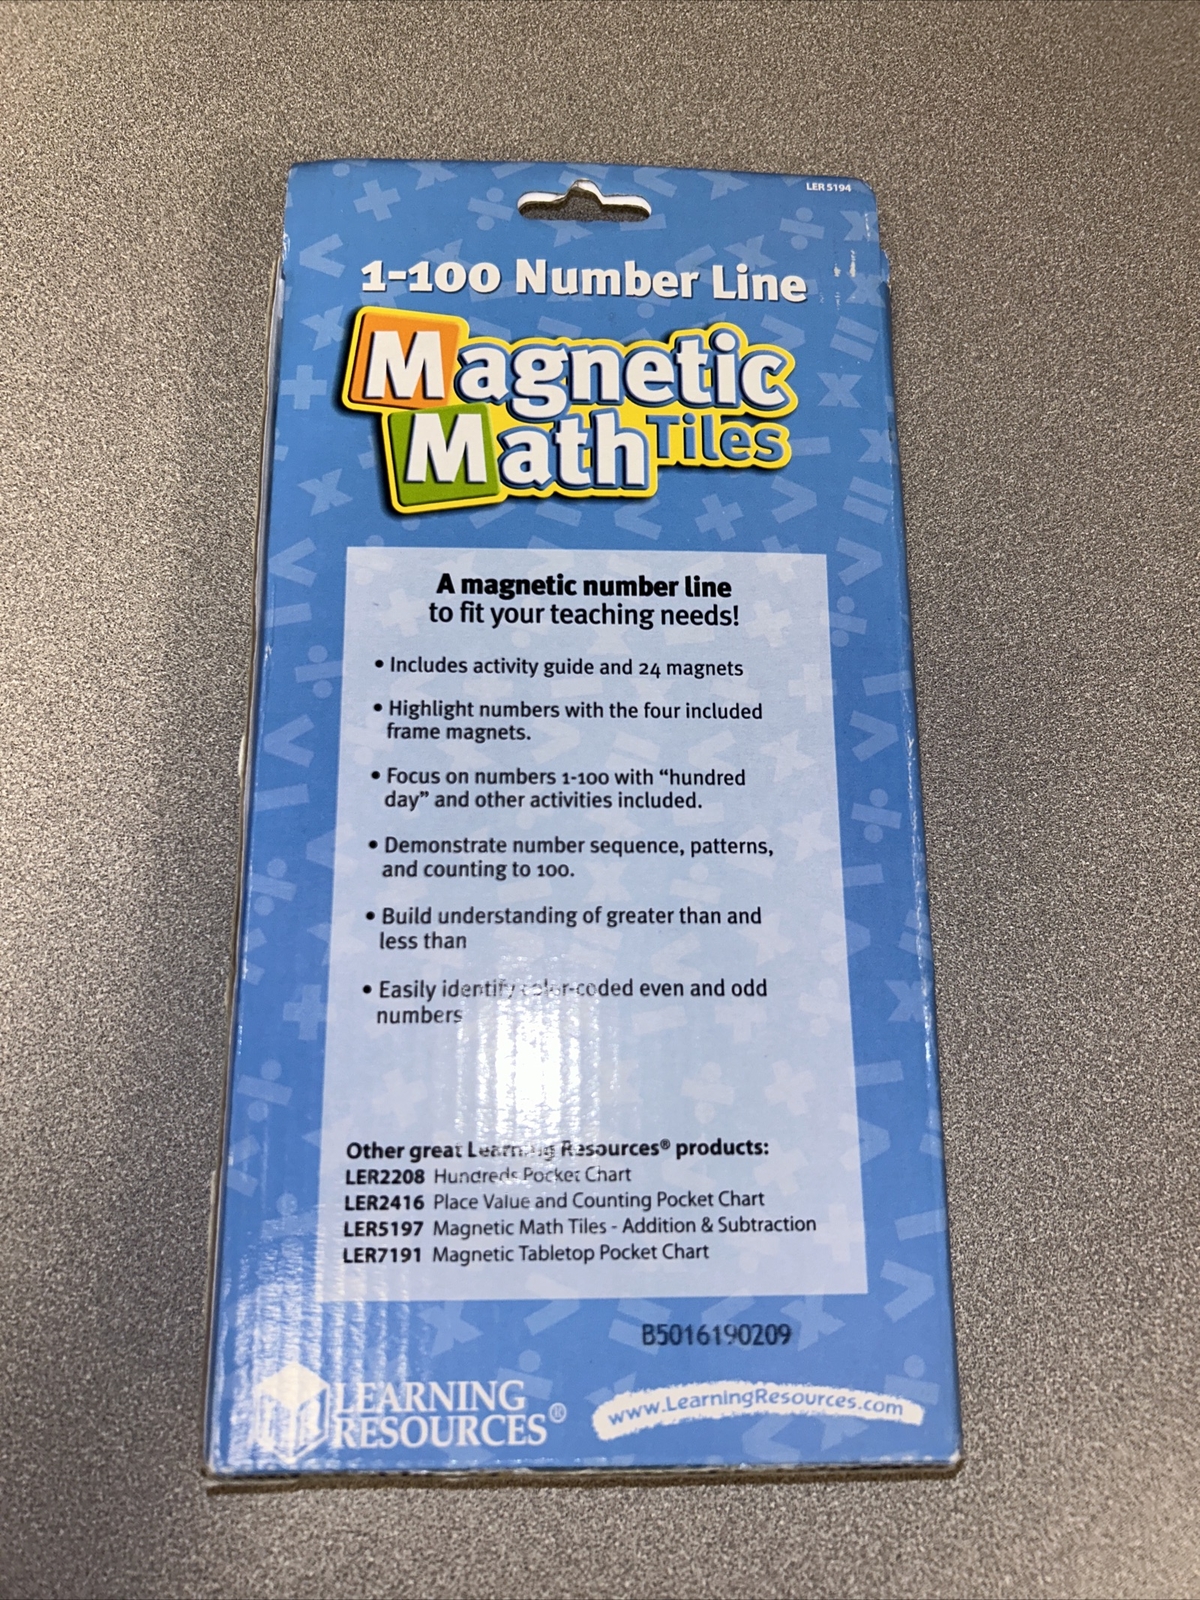 LER 5194
1-100 Number Line
Magnetic
Math Tiles
A magnetic number line
to fit your teaching needs!
• Includes activity guide and 24 magnets
• Highlight numbers with the four included
frame magnets.
• Focus on numbers 1-100 with “hundred
day” and other activities included.
• Demonstrate number sequence, patterns,
and counting to 100.
• Build understanding of greater than and
less than
• Easily identify color-coded even and odd
numbers
Other great Learning Resources® products:
LER2208 Hundreds Pocket Chart
LER2416 Place Value and Counting Pocket Chart
LER5197 Magnetic Math Tiles - Addition & Subtraction
LER7191 Magnetic Tabletop Pocket Chart
B5016190209
LEARNING
RESOURCES®
www.LearningResources.com